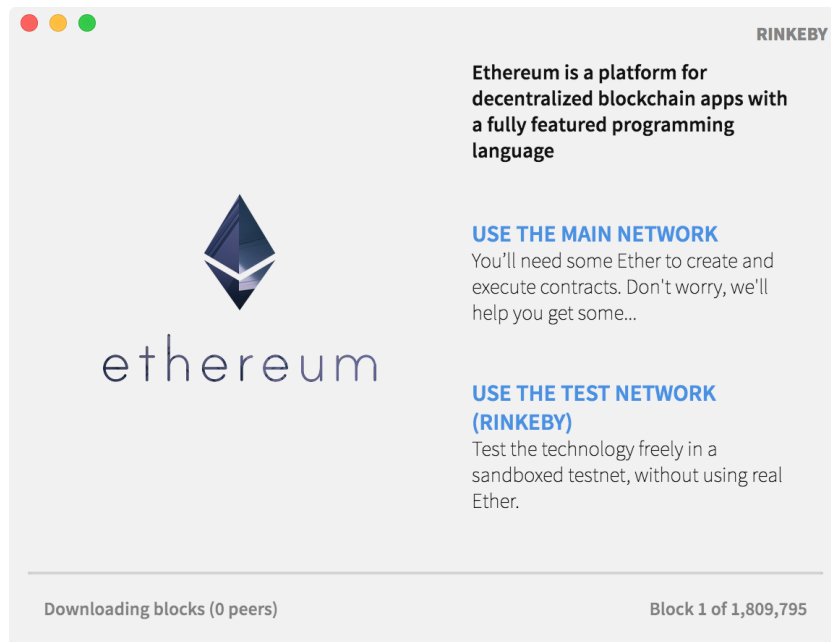 RINKEBY
Ethereum is a platform for
decentralized blockchain apps with
a fully featured programming
language
ethereum
USE THE MAIN NETWORK
You’ll need some Ether to create and
execute contracts. Don't worry, we'll
help you get some...
USE THE TEST NETWORK
(RINKEBY)
Test the technology freely in a
sandboxed testnet, without using real
Ether.
Downloading blocks (0 peers)
Block 1 of 1,809,795